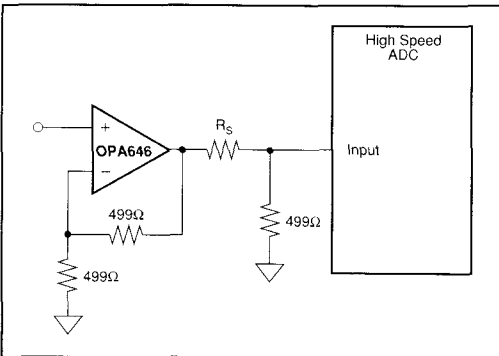 High Speed
ADC
+
OPA646
−
R_S
Input
499Ω
499Ω
499Ω